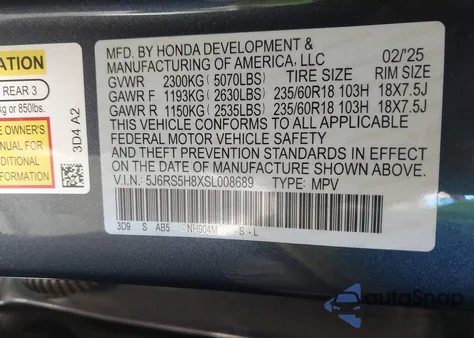 ATION
REAR 3
kg or 850lbs.
E OWNER'S
NUAL FOR
DITIONAL
FORMATION
3D4 A2
MFD. BY HONDA DEVELOPMENT &
MANUFACTURING OF AMERICA, LLC 02/'25
GVWR 2300KG (5070LBS) TIRE SIZE RIM SIZE
GAWR F 1193KG (2630LBS) 235/60R18 103H 18X7.5J
GAWR R 1150KG (2535LBS) 235/60R18 103H 18X7.5J
THIS VEHICLE CONFORMS TO ALL APPLICABLE
FEDERAL MOTOR VEHICLE SAFETY
AND THEFT PREVENTION STANDARDS IN EFFECT
ON THE DATE OF MANUFACTURE SHOWN ABOVE.
V.I.N.: 5J6RS5H8XSL008689 TYPE: MPV
3D9 S AB5 - NH904M S - L
autoSnap